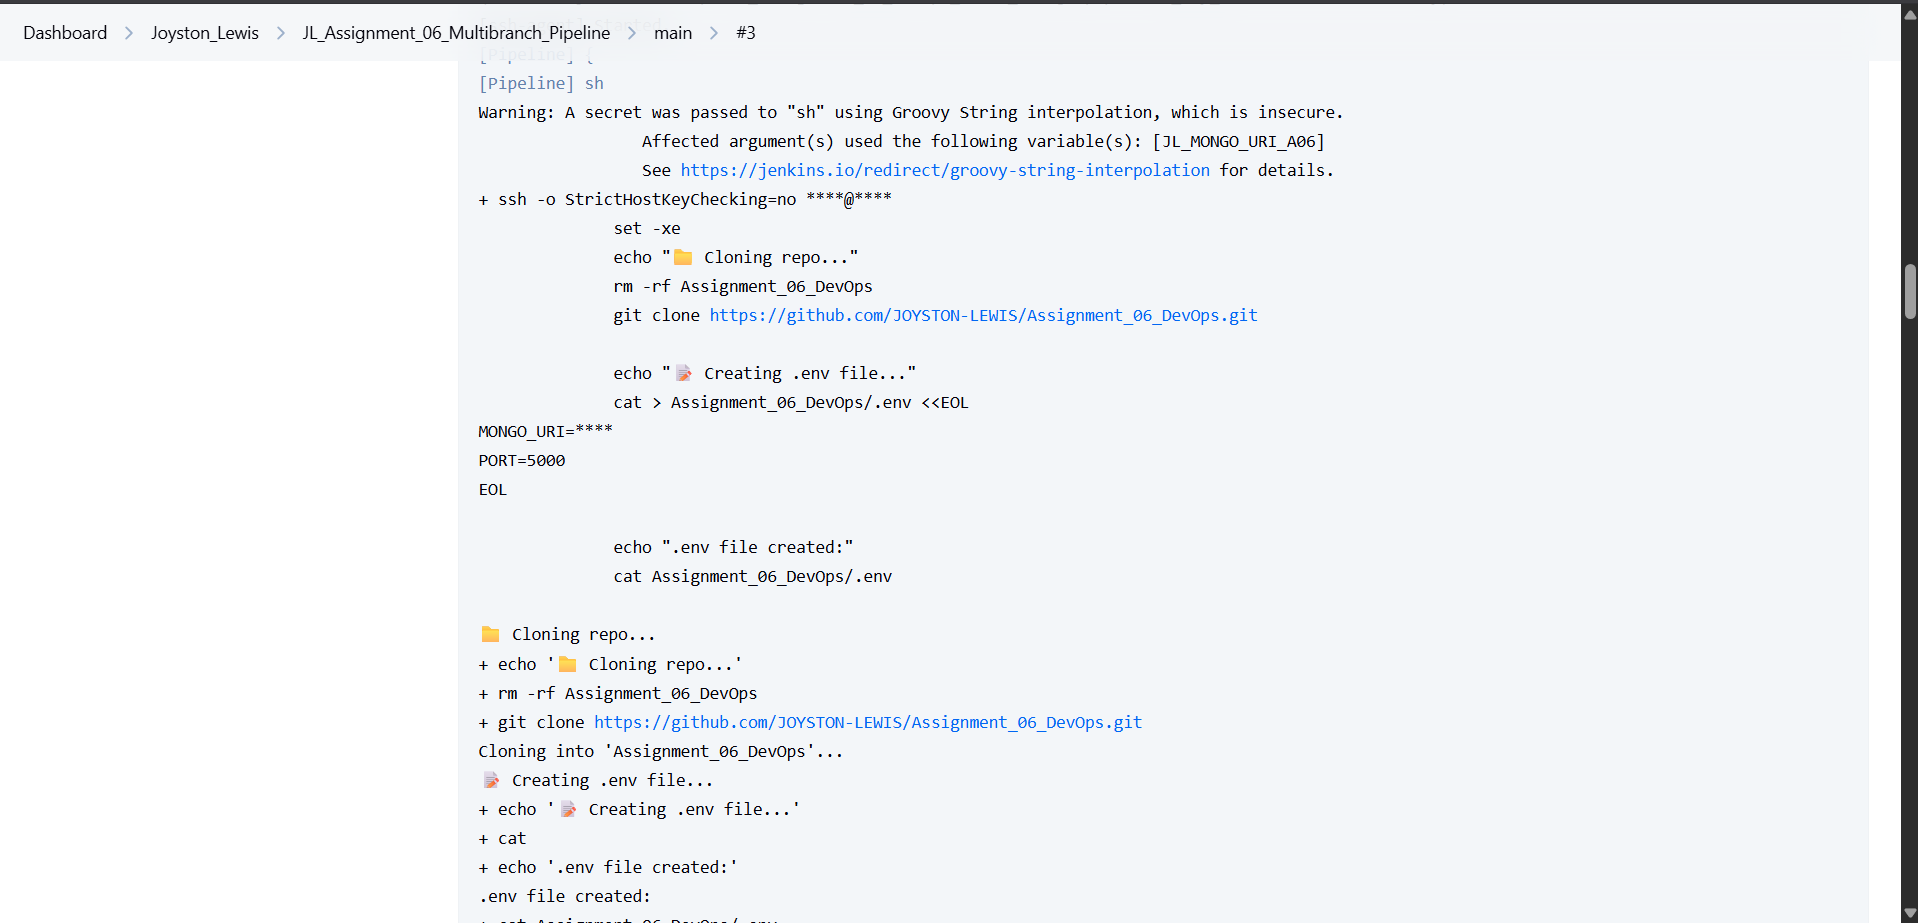 Dashboard > Joyston_Lewis > JL_Assignment_06_Multibranch_Pipeline > main > #3
[Pipeline] {
[Pipeline] sh
Warning: A secret was passed to "sh" using Groovy String interpolation, which is insecure.
Affected argument(s) used the following variable(s): [JL_MONGO_URI_A06]
See https://jenkins.io/redirect/groovy-string-interpolation for details.
+ ssh -o StrictHostKeyChecking=no ****@****
set -xe
echo "📁 Cloning repo..."
rm -rf Assignment_06_DevOps
git clone https://github.com/JOYSTON-LEWIS/Assignment_06_DevOps.git
echo "📝 Creating .env file..."
cat > Assignment_06_DevOps/.env <<EOL
MONGO_URI=****
PORT=5000
EOL
echo ".env file created:"
cat Assignment_06_DevOps/.env
📁 Cloning repo...
+ echo '📁 Cloning repo...'
+ rm -rf Assignment_06_DevOps
+ git clone https://github.com/JOYSTON-LEWIS/Assignment_06_DevOps.git
Cloning into 'Assignment_06_DevOps'...
📝 Creating .env file...
+ echo '📝 Creating .env file...'
+ cat
+ echo '.env file created:'
.env file created:
+ cat Assignment_06_DevOps/.env